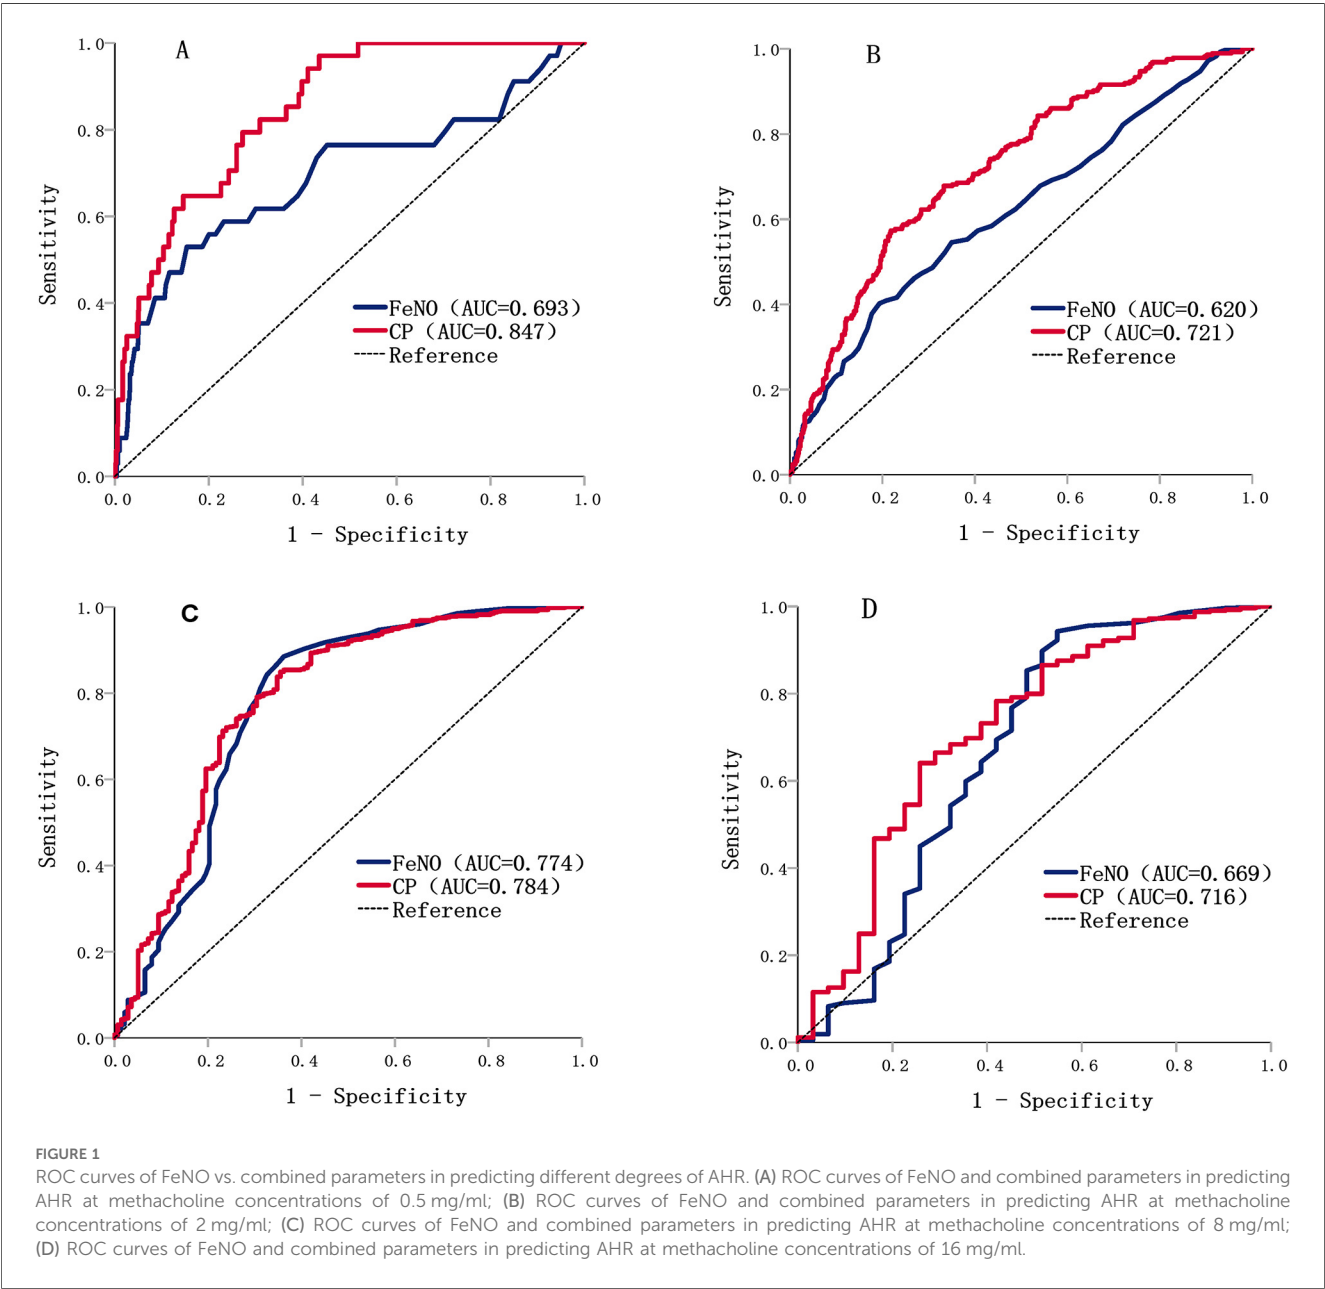 A
1.0
0.8
0.6
0.4
0.2
0.0
Sensitivity
FeNO (AUC=0.693)
CP (AUC=0.847)
Reference
0.0 0.2 0.4 0.6 0.8 1.0
1 - Specificity
B
1.0
0.8
0.6
0.4
0.2
0.0
Sensitivity
FeNO (AUC=0.620)
CP (AUC=0.721)
Reference
0.0 0.2 0.4 0.6 0.8 1.0
1 - Specificity
C
1.0
0.8
0.6
0.4
0.2
0.0
Sensitivity
FeNO (AUC=0.774)
CP (AUC=0.784)
Reference
0.0 0.2 0.4 0.6 0.8 1.0
1 - Specificity
D
1.0
0.8
0.6
0.4
0.2
0.0
Sensitivity
FeNO (AUC=0.669)
CP (AUC=0.716)
Reference
0.0 0.2 0.4 0.6 0.8 1.0
1 - Specificity
FIGURE 1
ROC curves of FeNO vs. combined parameters in predicting different degrees of AHR. (A) ROC curves of FeNO and combined parameters in predicting
AHR at methacholine concentrations of 0.5 mg/ml; (B) ROC curves of FeNO and combined parameters in predicting AHR at methacholine
concentrations of 2 mg/ml; (C) ROC curves of FeNO and combined parameters in predicting AHR at methacholine concentrations of 8 mg/ml;
(D) ROC curves of FeNO and combined parameters in predicting AHR at methacholine concentrations of 16 mg/ml.